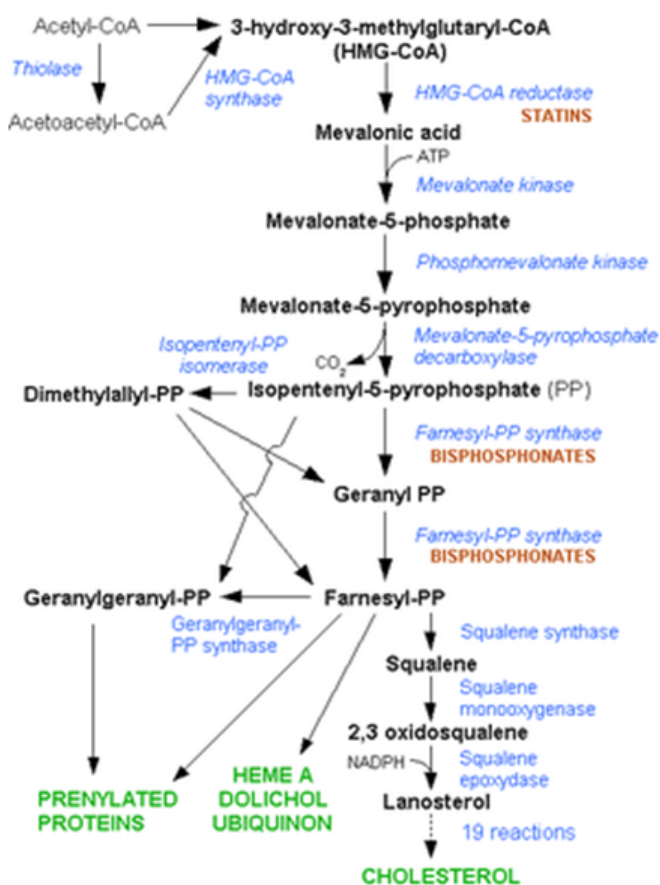 Acetyl-CoA
3-hydroxy-3-methylglutaryl-CoA
(HMG-CoA)
Thiolase
HMG-CoA
synthase
HMG-CoA reductase
STATINS
Acetoacetyl-CoA
Mevalonic acid
ATP
Mevalonate kinase
Mevalonate-5-phosphate
Phosphomevalonate kinase
Mevalonate-5-pyrophosphate
Isopentenyl-PP
isomerase
CO2
Mevalonate-5-pyrophosphate
decarboxylase
Dimethylallyl-PP
Isopentenyl-5-pyrophosphate (PP)
Farnesyl-PP synthase
BISPHOSPHONATES
Geranyl PP
Farnesyl-PP synthase
BISPHOSPHONATES
Geranylgeranyl-PP
Farnesyl-PP
Geranylgeranyl-
PP synthase
Squalene synthase
Squalene
Squalene
monooxygenase
2,3 oxidosqualene
NADPH
Squalene
epoxydase
Lanosterol
PRENYLATED
PROTEINS
HEME A
DOLICHOL
UBIQUINON
19 reactions
CHOLESTEROL